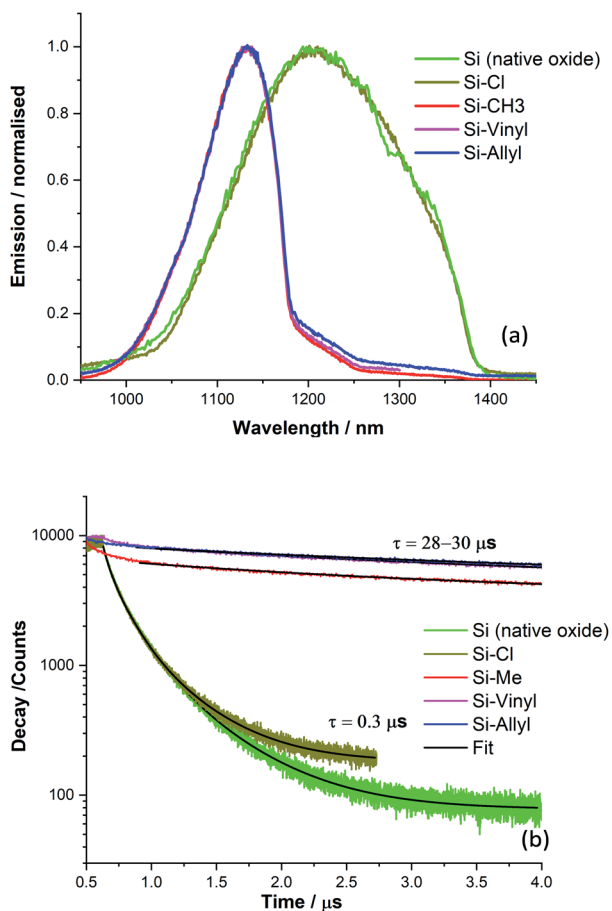 1.0
0.8
0.6
0.4
0.2
0.0
Emission / normalised
Si (native oxide)
Si-Cl
Si-CH3
Si-Vinyl
Si-Allyl
(a)
1000 1100 1200 1300 1400
Wavelength / nm
10000
1000
100
Decay /Counts
τ = 28–30 μs
Si (native oxide)
Si-Cl
Si-Me
Si-Vinyl
Si-Allyl
Fit
τ = 0.3 μs
(b)
0.5 1.0 1.5 2.0 2.5 3.0 3.5 4.0
Time / μs